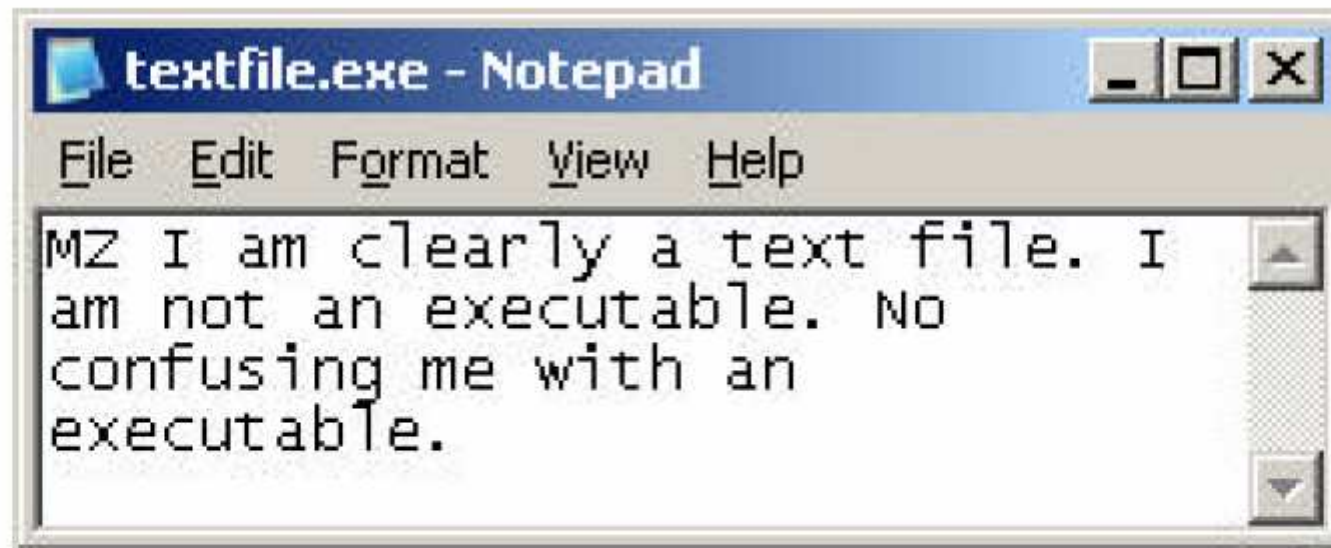 textfile.exe - Notepad
File Edit Format View Help
MZ I am clearly a text file. I
am not an executable. No
confusing me with an
executable.